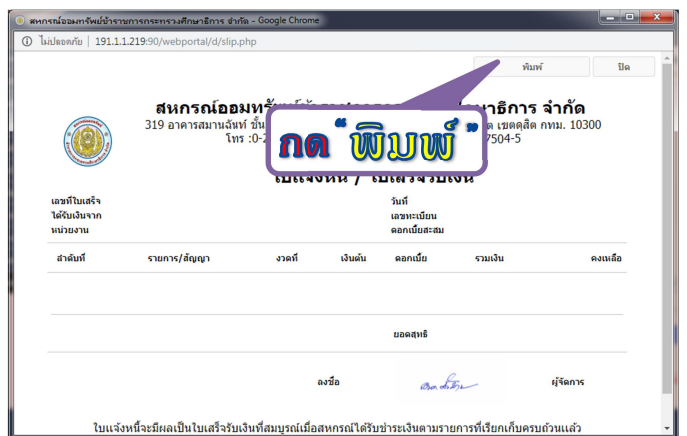 สหกรณ์ออมทรัพย์ข้าราชการกระทรวงศึกษาธิการ จำกัด - Google Chrome
ไม่ปลอดภัย | 191.1.1.219:90/webportal/d/slip.php
พิมพ์ ปิด
สหกรณ์ออมทรัพย์ าธิการ จำกัด
319 อาคารสมานฉันท์ ชั้น เขตดุสิต กทม. 10300
โทร :0-2 7504-5
กด “พิมพ์”
ใบแจ้งหนี้ / ใบเสร็จรับเงิน
เลขที่ใบเสร็จ วันที่
ได้รับเงินจาก เลขทะเบียน
หน่วยงาน ดอกเบี้ยสะสม
ลำดับที่ รายการ/สัญญา งวดที่ เงินต้น ดอกเบี้ย รวมเงิน คงเหลือ
ยอดสุทธิ
ลงชื่อ ผู้จัดการ
ใบแจ้งหนี้จะมีผลเป็นใบเสร็จรับเงินที่สมบูรณ์เมื่อสหกรณ์ได้รับชำระเงินตามรายการที่เรียกเก็บครบถ้วนแล้ว